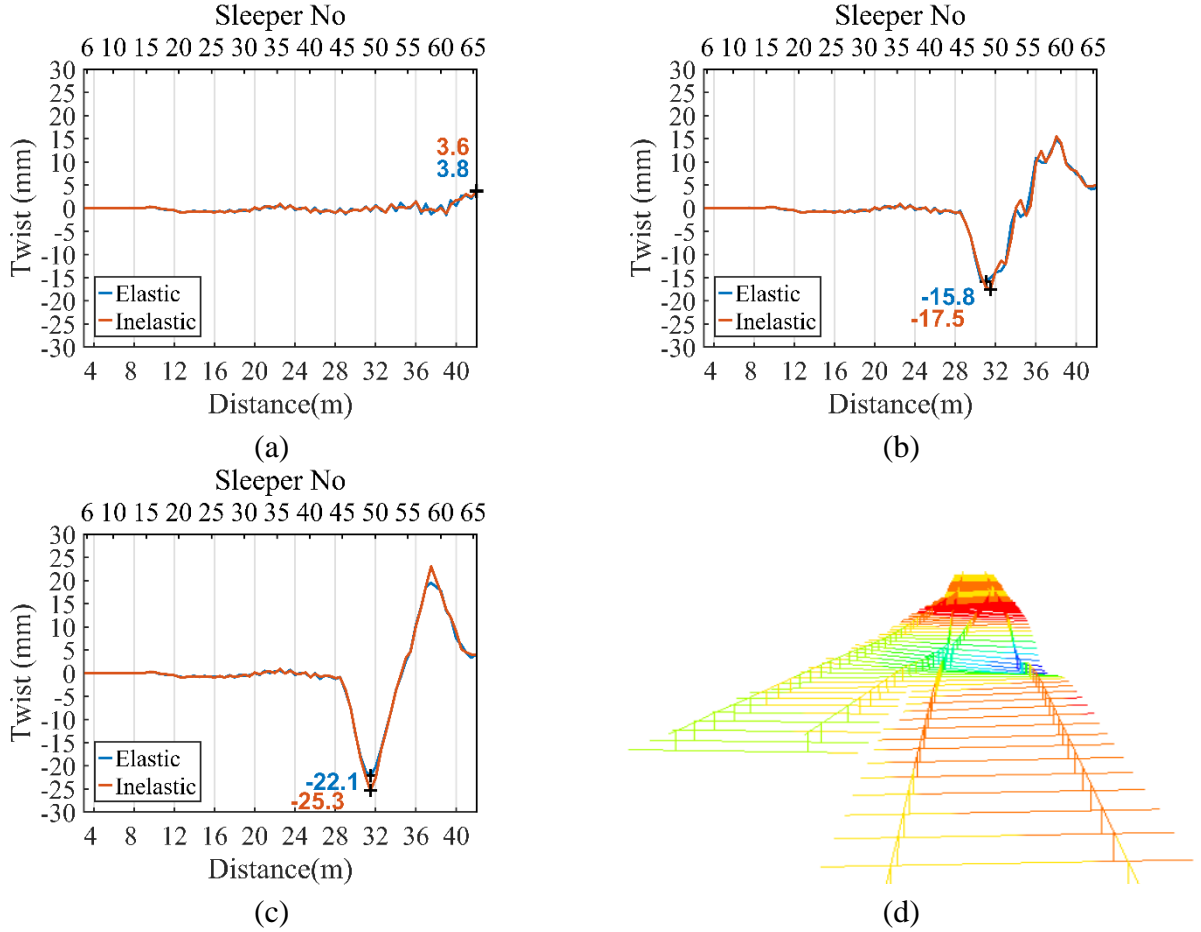 Sleeper No
6 10 15 20 25 30 35 40 45 50 55 60 65
30
25
20
15
10
5
0
-5
-10
-15
-20
-25
-30
Twist (mm)
3.6
3.8
Elastic
Inelastic
4 8 12 16 20 24 28 32 36 40
Distance(m)
(a)
Sleeper No
6 10 15 20 25 30 35 40 45 50 55 60 65
30
25
20
15
10
5
0
-5
-10
-15
-20
-25
-30
Twist (mm)
Elastic
Inelastic
-15.8
-17.5
4 8 12 16 20 24 28 32 36 40
Distance(m)
(b)
Sleeper No
6 10 15 20 25 30 35 40 45 50 55 60 65
30
25
20
15
10
5
0
-5
-10
-15
-20
-25
-30
Twist (mm)
Elastic
Inelastic
-22.1
-25.3
4 8 12 16 20 24 28 32 36 40
Distance(m)
(c)
(d)